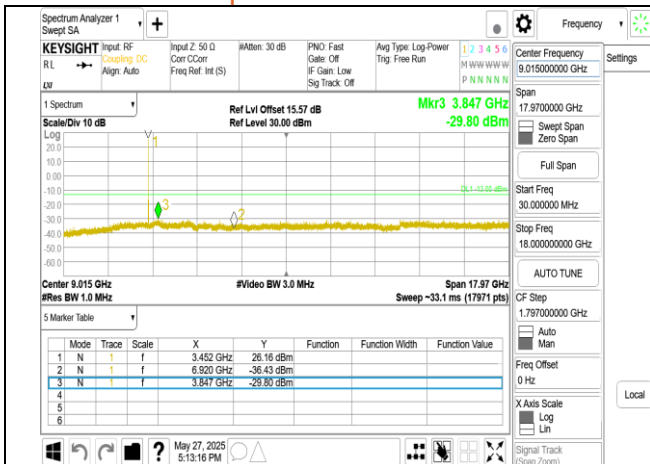 Spectrum Analyzer 1
Swept SA
Frequency
KEYSIGHT
Input: RF
Input Z: 50 Ω
#Atten: 30 dB
PNO: Fast
Avg Type: Log-Power
1 2 3 4 5 6
RL
Coupling: DC
Corr CCorr
Gate: Off
Trig: Free Run
M W W W W W
Align: Auto
Freq Ref: Int (S)
IF Gain: Low
P N N N N N
Sig Track: Off
LXI
Center Frequency
9.015000000 GHz
Settings
1 Spectrum
Ref Lvl Offset 15.57 dB
Mkr3 3.847 GHz
Scale/Div 10 dB
Ref Level 30.00 dBm
-29.80 dBm
Span
17.9700000 GHz
Swept Span
Zero Span
Full Span
Start Freq
30.000000 MHz
Stop Freq
18.000000000 GHz
AUTO TUNE
CF Step
1.797000000 GHz
Auto
Man
Freq Offset
0 Hz
X Axis Scale
Log
Lin
Local
Signal Track
(Span Zoom)
Log
20.0
10.0
0.00
-10.0
-20.0
-30.0
-40.0
-50.0
-60.0
1
2
3
Center 9.015 GHz
#Video BW 3.0 MHz
Span 17.97 GHz
#Res BW 1.0 MHz
Sweep ~33.1 ms (17971 pts)
5 Marker Table
Mode Trace Scale X Y Function Function Width Function Value
1 N 1 f 3.452 GHz 26.16 dBm
2 N 1 f 6.920 GHz -36.43 dBm
3 N 1 f 3.847 GHz -29.80 dBm
4
5
6
?
May 27, 2025
5:13:16 PM